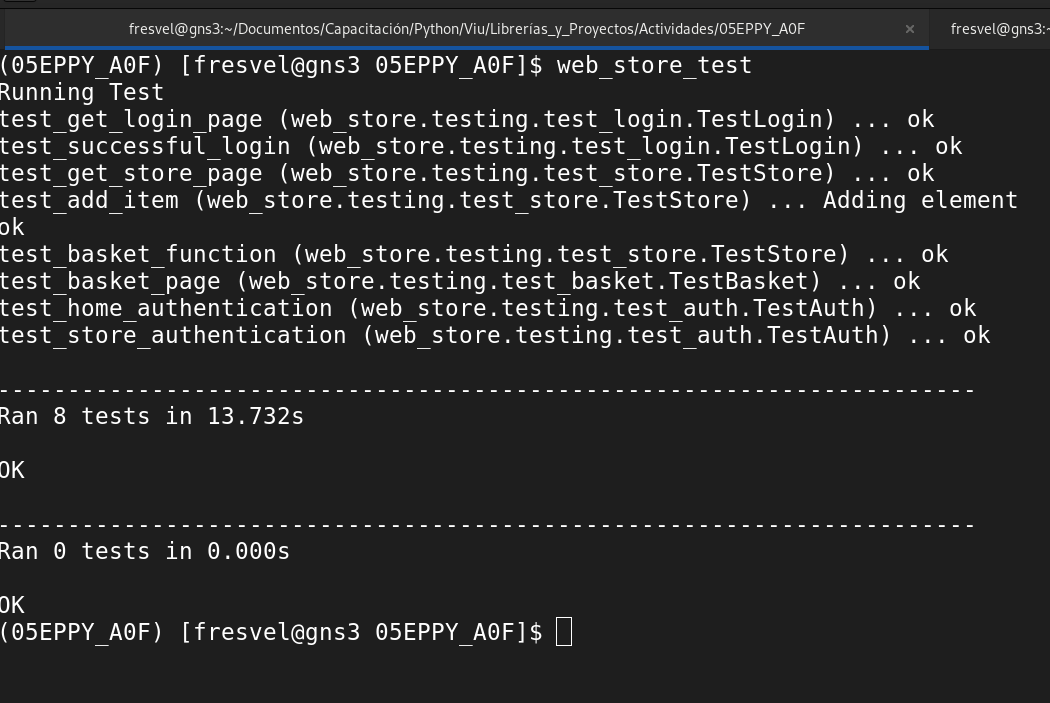 fresvel@gns3:~/Documentos/Capacitación/Python/Viu/Librerías_y_Proyectos/Actividades/05EPPY_A0F × fresvel@gns3:~
(05EPPY_A0F) [fresvel@gns3 05EPPY_A0F]$ web_store_test
Running Test
test_get_login_page (web_store.testing.test_login.TestLogin) ... ok
test_successful_login (web_store.testing.test_login.TestLogin) ... ok
test_get_store_page (web_store.testing.test_store.TestStore) ... ok
test_add_item (web_store.testing.test_store.TestStore) ... Adding element
ok
test_basket_function (web_store.testing.test_store.TestStore) ... ok
test_basket_page (web_store.testing.test_basket.TestBasket) ... ok
test_home_authentication (web_store.testing.test_auth.TestAuth) ... ok
test_store_authentication (web_store.testing.test_auth.TestAuth) ... ok
----------------------------------------------------------------------
Ran 8 tests in 13.732s
OK
----------------------------------------------------------------------
Ran 0 tests in 0.000s
OK
(05EPPY_A0F) [fresvel@gns3 05EPPY_A0F]$